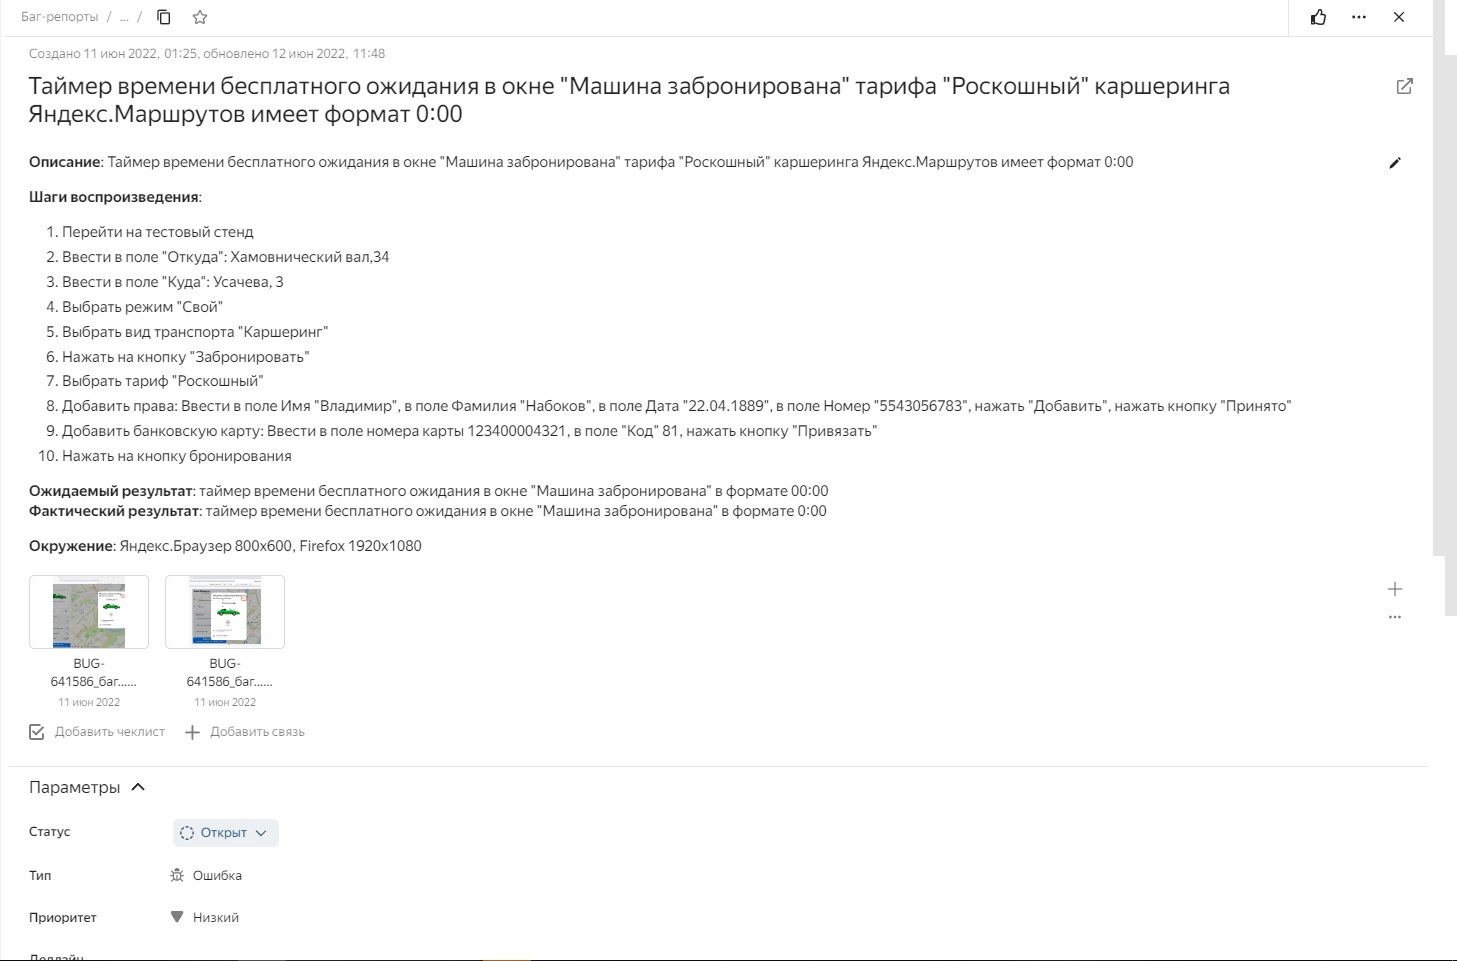 Баг-репорты / ... /
Создано 11 июн 2022, 01:25, обновлено 12 июн 2022, 11:48
Таймер времени бесплатного ожидания в окне "Машина забронирована" тарифа "Роскошный" каршеринга
Яндекс.Маршрутов имеет формат 0:00
Описание: Таймер времени бесплатного ожидания в окне "Машина забронирована" тарифа "Роскошный" каршеринга Яндекс.Маршрутов имеет формат 0:00
Шаги воспроизведения:
1. Перейти на тестовый стенд
2. Ввести в поле "Откуда": Хамовнический вал,34
3. Ввести в поле "Куда": Усачева, 3
4. Выбрать режим "Свой"
5. Выбрать вид транспорта "Каршеринг"
6. Нажать на кнопку "Забронировать"
7. Выбрать тариф "Роскошный"
8. Добавить права: Ввести в поле Имя "Владимир", в поле Фамилия "Набоков", в поле Дата "22.04.1889", в поле Номер "5543056783", нажать "Добавить", нажать кнопку "Принято"
9. Добавить банковскую карту: Ввести в поле номера карты 123400004321, в поле "Код" 81, нажать кнопку "Привязать"
10. Нажать на кнопку бронирования
Ожидаемый результат: таймер времени бесплатного ожидания в окне "Машина забронирована" в формате 00:00
Фактический результат: таймер времени бесплатного ожидания в окне "Машина забронирована" в формате 0:00
Окружение: Яндекс.Браузер 800x600, Firefox 1920x1080
BUG-
641586_баг......
11 июн 2022
BUG-
641586_баг......
11 июн 2022
Добавить чеклист
Добавить связь
Параметры
Статус
Открыт
Тип
Ошибка
Приоритет
Низкий
Дедлайн